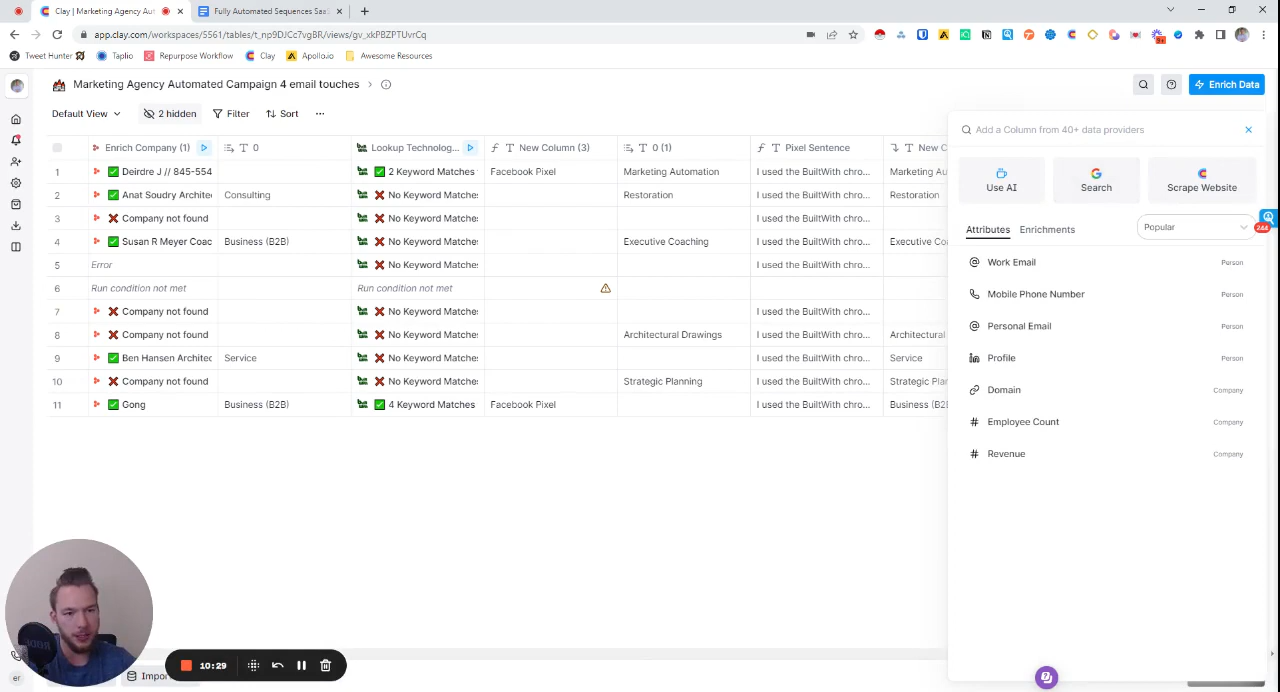 Clay | Marketing Agency Aut
Fully Automated Sequences SaaS
app.clay.com/workspaces/5561/tables/t_np9DJCc7vgBR/views/gv_xkPBZPTUvrCq
9+
Tweet Hunter
Taplio
Repurpose Workflow
Clay
Apollo.io
Awesome Resources
Marketing Agency Automated Campaign 4 email touches
Enrich Data
Default View
2 hidden
Filter
Sort
Add a Column from 40+ data providers
Enrich Company (1)
T 0
Lookup Technolog...
T New Column (3)
T 0 (1)
T Pixel Sentence
T New C
1 Deirdre J // 845-554 2 Keyword Matches Facebook Pixel Marketing Automation I used the BuiltWith chro... Marketing Au
2 Anat Soudry Architec Consulting No Keyword Matches Restoration I used the BuiltWith chro... Restoration
3 Company not found No Keyword Matches I used the BuiltWith chro...
4 Susan R Meyer Coac Business (B2B) No Keyword Matches Executive Coaching I used the BuiltWith chro... Executive Co
5 Error No Keyword Matches I used the BuiltWith chro...
6 Run condition not met Run condition not met
7 Company not found No Keyword Matches I used the BuiltWith chro...
8 Company not found No Keyword Matches Architectural Drawings I used the BuiltWith chro... Architectural
9 Ben Hansen Architec Service No Keyword Matches I used the BuiltWith chro... Service
10 Company not found No Keyword Matches Strategic Planning I used the BuiltWith chro... Strategic Plan
11 Gong Business (B2B) 4 Keyword Matches Facebook Pixel I used the BuiltWith chro... Business (B2B
Use AI
Search
Scrape Website
Attributes
Enrichments
Popular
244
Work Email Person
Mobile Phone Number Person
Personal Email Person
Profile Person
Domain Company
Employee Count Company
Revenue Company
RODE
10:29
Impo
er